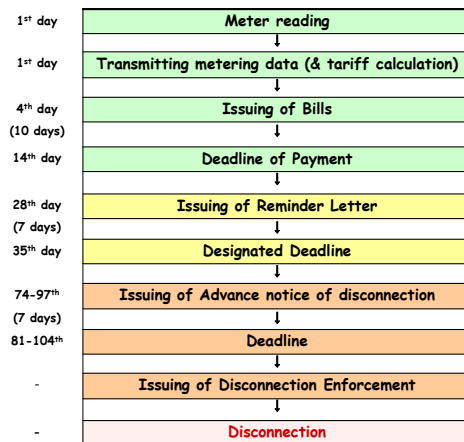 1st day Meter reading
1st day Transmitting metering data (& tariff calculation)
4th day Issuing of Bills
(10 days)
14th day Deadline of Payment
28th day Issuing of Reminder Letter
(7 days)
35th day Designated Deadline
74-97th Issuing of Advance notice of disconnection
(7 days)
81-104th Deadline
- Issuing of Disconnection Enforcement
- Disconnection